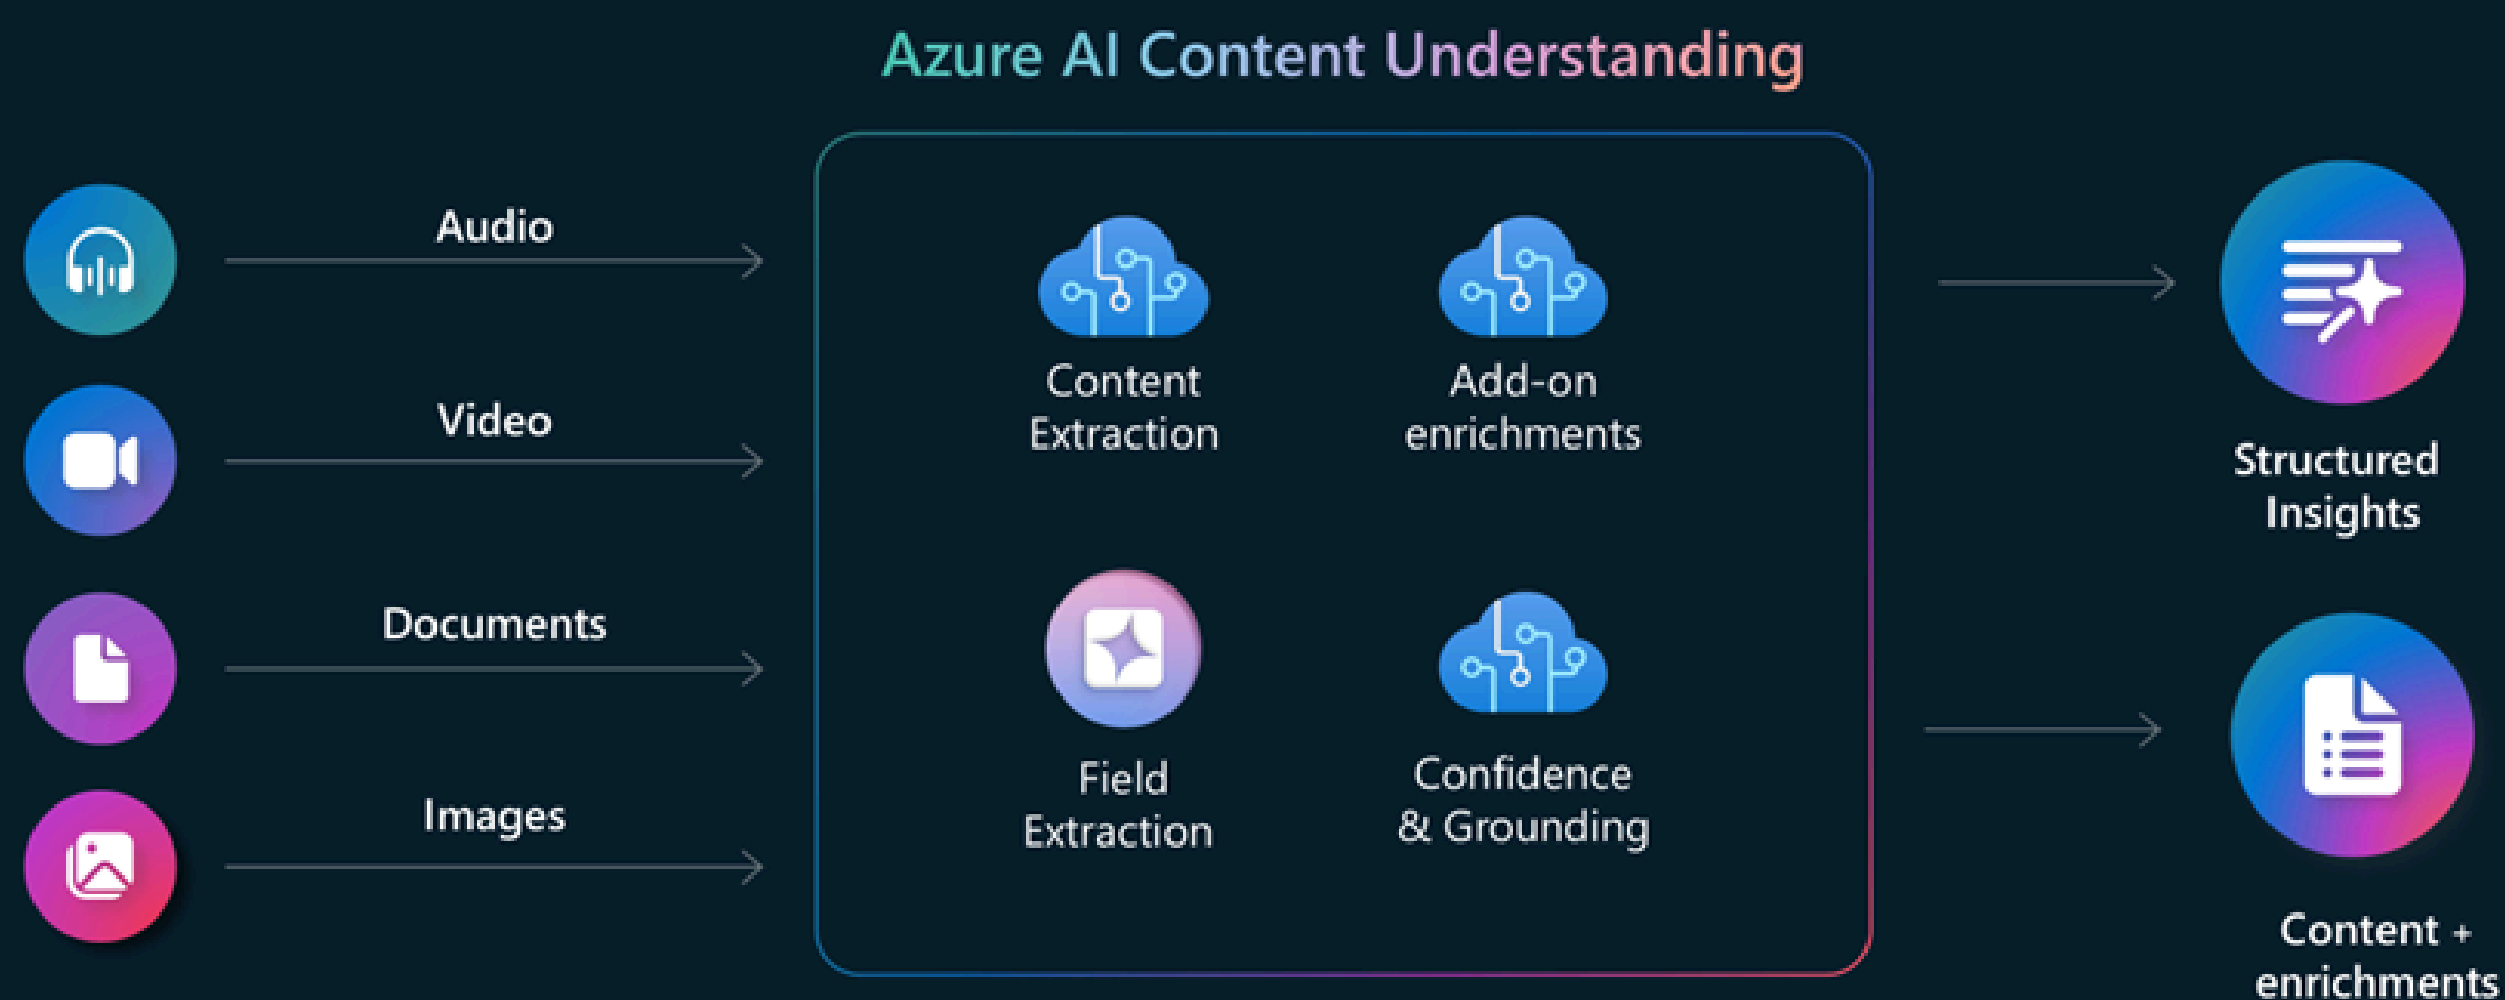 Azure AI Content Understanding
Audio
Video
Documents
Images
Content
Extraction
Add-on
enrichments
Field
Extraction
Confidence
& Grounding
Structured
Insights
Content +
enrichments